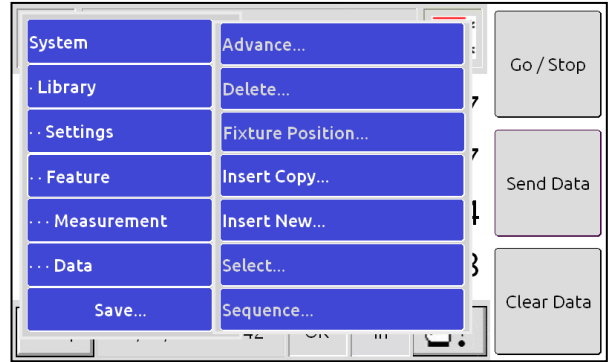 System
Advance...
Go / Stop
· Library
Delete...
· · Settings
Fixture Position...
· · Feature
Insert Copy...
Send Data
· · · Measurement
Insert New...
· · · Data
Select...
Save...
Sequence...
Clear Data